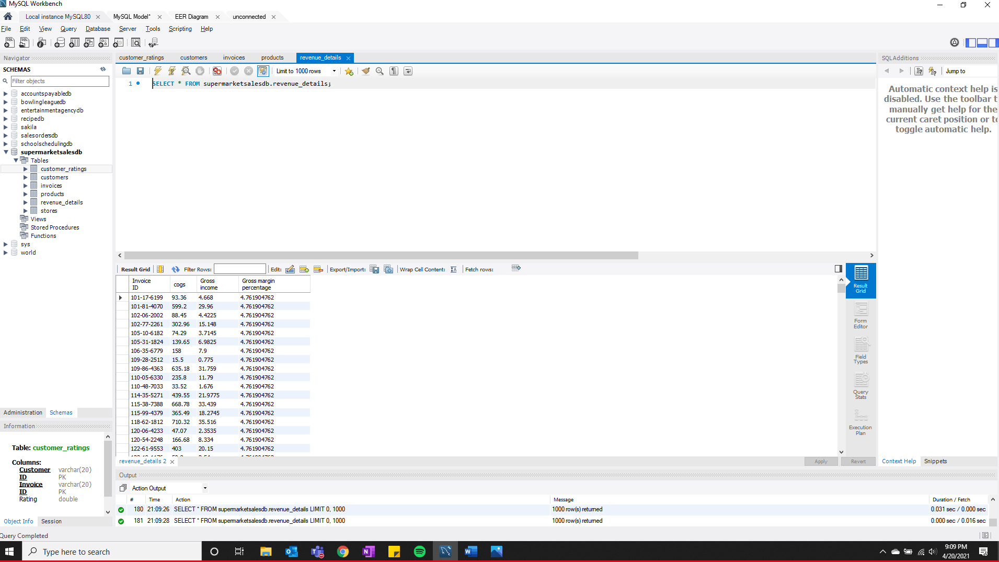 MySQL Workbench
Local instance MySQL80 MySQL Model* EER Diagram unconnected
File Edit View Query Database Server Tools Scripting Help
Navigator
SCHEMAS
Filter objects
accountspayabledb
bowlingleaguedb
entertainmentagencydb
recipedb
sakila
salesordersdb
schoolschedulingdb
supermarketsalesdb
Tables
customer_ratings
customers
invoices
products
revenue_details
stores
Views
Stored Procedures
Functions
sys
world
Administration Schemas
Information
Table: customer_ratings
Columns:
Customer varchar(20)
ID PK
Invoice varchar(20)
ID PK
Rating double
Object Info Session
customer_ratings customers invoices products revenue_details
Limit to 1000 rows
1 SELECT * FROM supermarketsalesdb.revenue_details;
Result Grid Filter Rows: Edit: Export/Import: Wrap Cell Content: Fetch rows:
Invoice ID cogs Gross income Gross margin percentage
101-17-6199 93.36 4.668 4.761904762
101-81-4070 599.2 29.96 4.761904762
102-06-2002 88.45 4.4225 4.761904762
102-77-2261 302.96 15.148 4.761904762
105-10-6182 74.29 3.7145 4.761904762
105-31-1824 139.65 6.9825 4.761904762
106-35-6779 158 7.9 4.761904762
109-28-2512 15.5 0.775 4.761904762
109-86-4363 635.18 31.759 4.761904762
110-05-6330 235.8 11.79 4.761904762
110-48-7033 33.52 1.676 4.761904762
114-35-5271 439.55 21.9775 4.761904762
115-38-7388 668.78 33.439 4.761904762
115-99-4379 365.49 18.2745 4.761904762
118-62-1812 710.32 35.516 4.761904762
120-06-4233 47.07 2.3535 4.761904762
120-54-2248 166.68 8.334 4.761904762
122-61-9553 403 20.15 4.761904762
Result Grid
Form Editor
Field Types
Query Stats
Execution Plan
revenue_details 2 Apply Revert
SQLAdditions
Jump to
Automatic context help is
disabled. Use the toolbar t
manually get help for the
current caret position or to
toggle automatic help.
Context Help Snippets
Output
Action Output
# Time Action Message Duration / Fetch
180 21:09:26 SELECT * FROM supermarketsalesdb.revenue_details LIMIT 0, 1000 1000 row(s) returned 0.031 sec / 0.000 sec
181 21:09:28 SELECT * FROM supermarketsalesdb.revenue_details LIMIT 0, 1000 1000 row(s) returned 0.000 sec / 0.016 sec
Query Completed
Type here to search
9:09 PM
4/20/2021